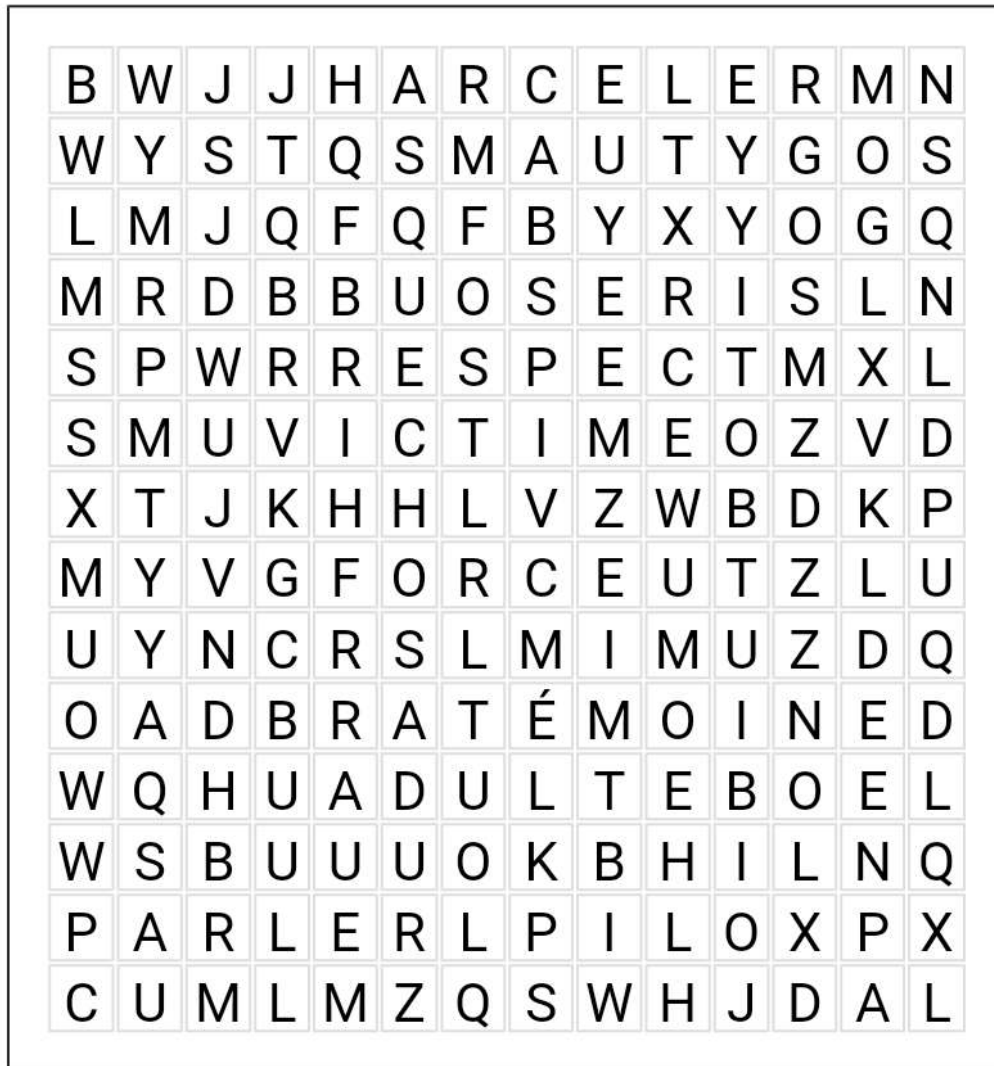 B W J J H A R C E L E R M N
W Y S T Q S M A U T Y G O S
L M J Q F Q F B Y X Y O G Q
M R D B B U O S E R I S L N
S P W R R E S P E C T M X L
S M U V I C T I M E O Z V D
X T J K H H L V Z W B D K P
M Y V G F O R C E U T Z L U
U Y N C R S L M I M U Z D Q
O A D B R A T É M O I N E D
W Q H U A D U L T E B O E L
W S B U U U O K B H I L N Q
P A R L E R L P I L O X P X
C U M L M Z Q S W H J D A L